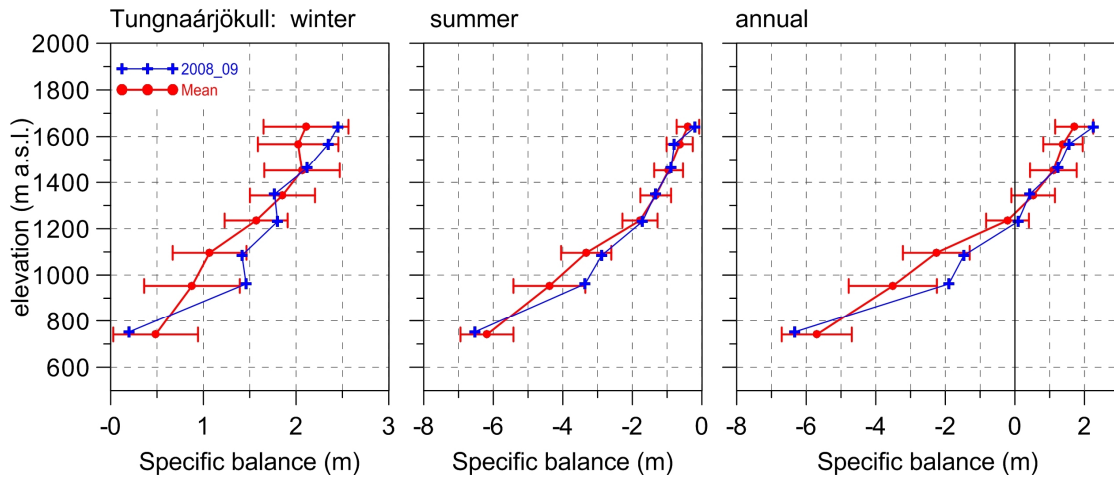 Tungnaárjökull: winter
summer
annual
2000
1800
1600
1400
1200
1000
800
600
elevation (m a.s.l.)
2008_09
Mean
-0 1 2 3
Specific balance (m)
-8 -6 -4 -2 -0
Specific balance (m)
-8 -6 -4 -2 0 2
Specific balance (m)